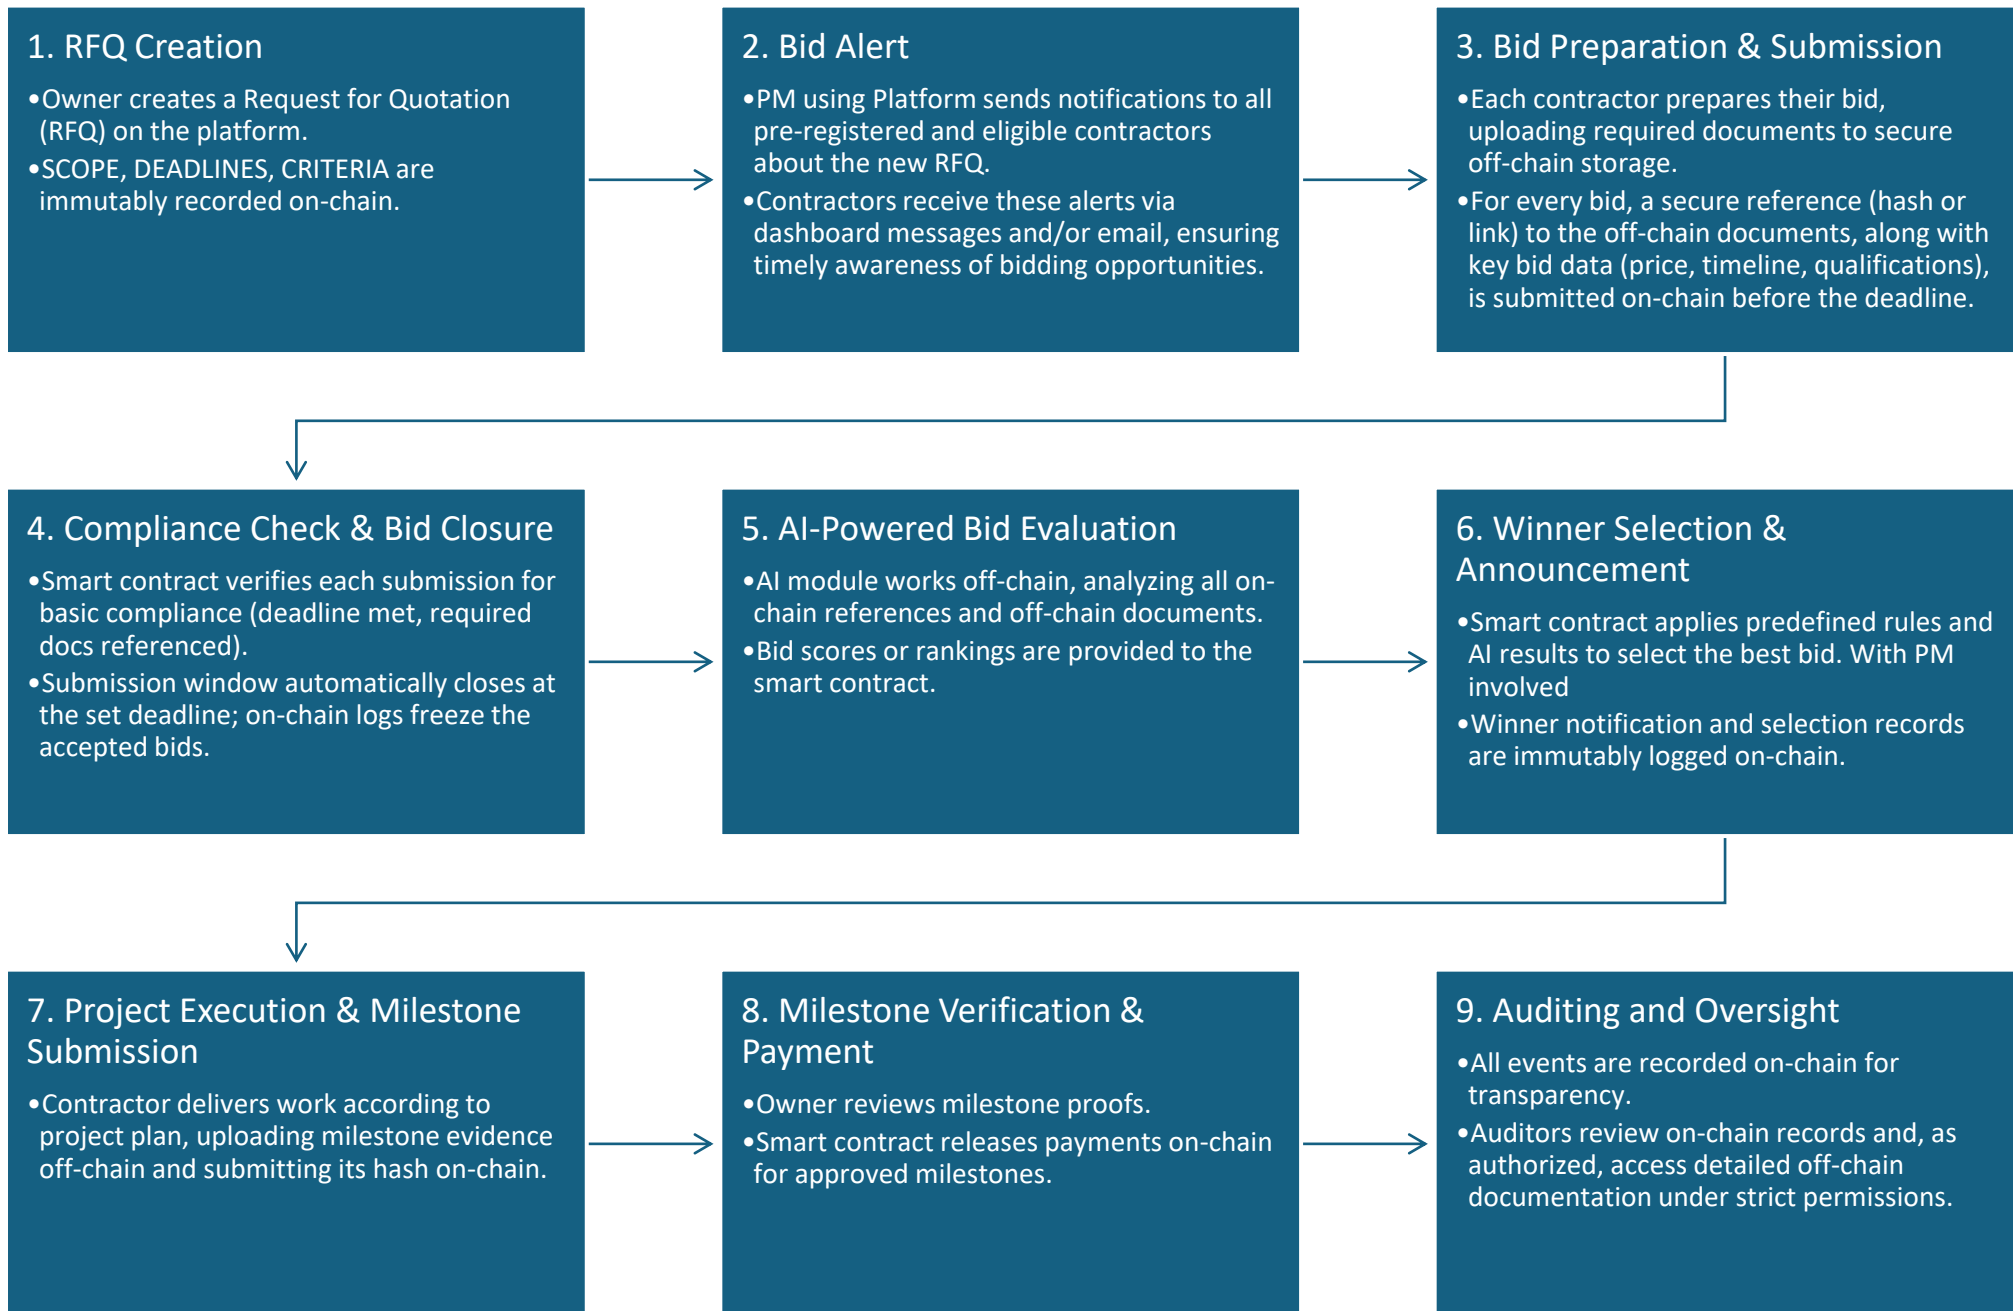 1. RFQ Creation
•Owner creates a Request for Quotation
(RFQ) on the platform.
•SCOPE, DEADLINES, CRITERIA are
immutably recorded on-chain.
2. Bid Alert
•PM using Platform sends notifications to all
pre-registered and eligible contractors
about the new RFQ.
•Contractors receive these alerts via
dashboard messages and/or email, ensuring
timely awareness of bidding opportunities.
3. Bid Preparation & Submission
•Each contractor prepares their bid,
uploading required documents to secure
off-chain storage.
•For every bid, a secure reference (hash or
link) to the off-chain documents, along with
key bid data (price, timeline, qualifications),
is submitted on-chain before the deadline.
4. Compliance Check & Bid Closure
•Smart contract verifies each submission for
basic compliance (deadline met, required
docs referenced).
•Submission window automatically closes at
the set deadline; on-chain logs freeze the
accepted bids.
5. AI-Powered Bid Evaluation
•AI module works off-chain, analyzing all on-
chain references and off-chain documents.
•Bid scores or rankings are provided to the
smart contract.
6. Winner Selection &
Announcement
•Smart contract applies predefined rules and
AI results to select the best bid. With PM
involved
•Winner notification and selection records
are immutably logged on-chain.
7. Project Execution & Milestone
Submission
•Contractor delivers work according to
project plan, uploading milestone evidence
off-chain and submitting its hash on-chain.
8. Milestone Verification &
Payment
•Owner reviews milestone proofs.
•Smart contract releases payments on-chain
for approved milestones.
9. Auditing and Oversight
•All events are recorded on-chain for
transparency.
•Auditors review on-chain records and, as
authorized, access detailed off-chain
documentation under strict permissions.